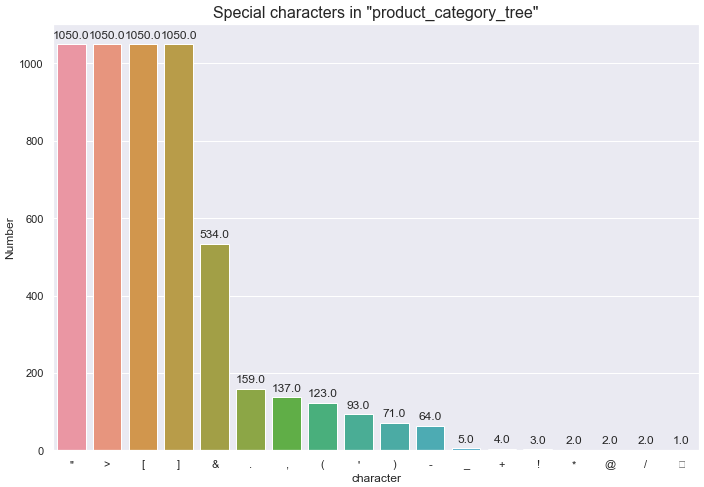 Special characters in "product_category_tree"
1050.0 1050.0 1050.0 1050.0
534.0
159.0
137.0
123.0
93.0
71.0
64.0
5.0 4.0 3.0 2.0 2.0 2.0 1.0
1000
800
600
400
200
0
Number
" > [ ] & . , ( ' ) - _ + ! * @ / □
character